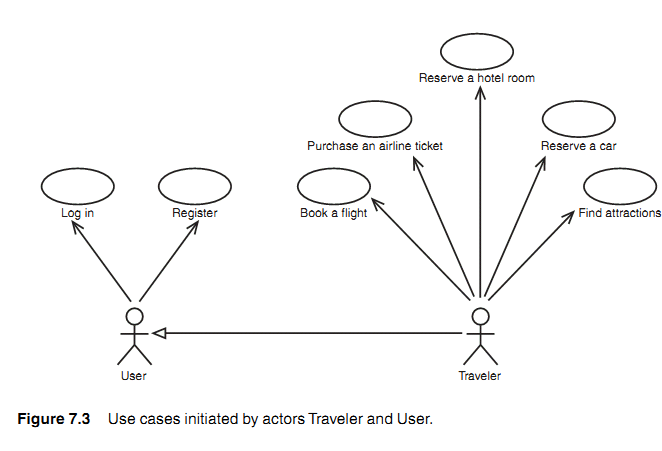 Reserve a hotel room
Purchase an airline ticket
Reserve a car
Log in
Register
Book a flight
Find attractions
User
Traveler
Figure 7.3 Use cases initiated by actors Traveler and User.